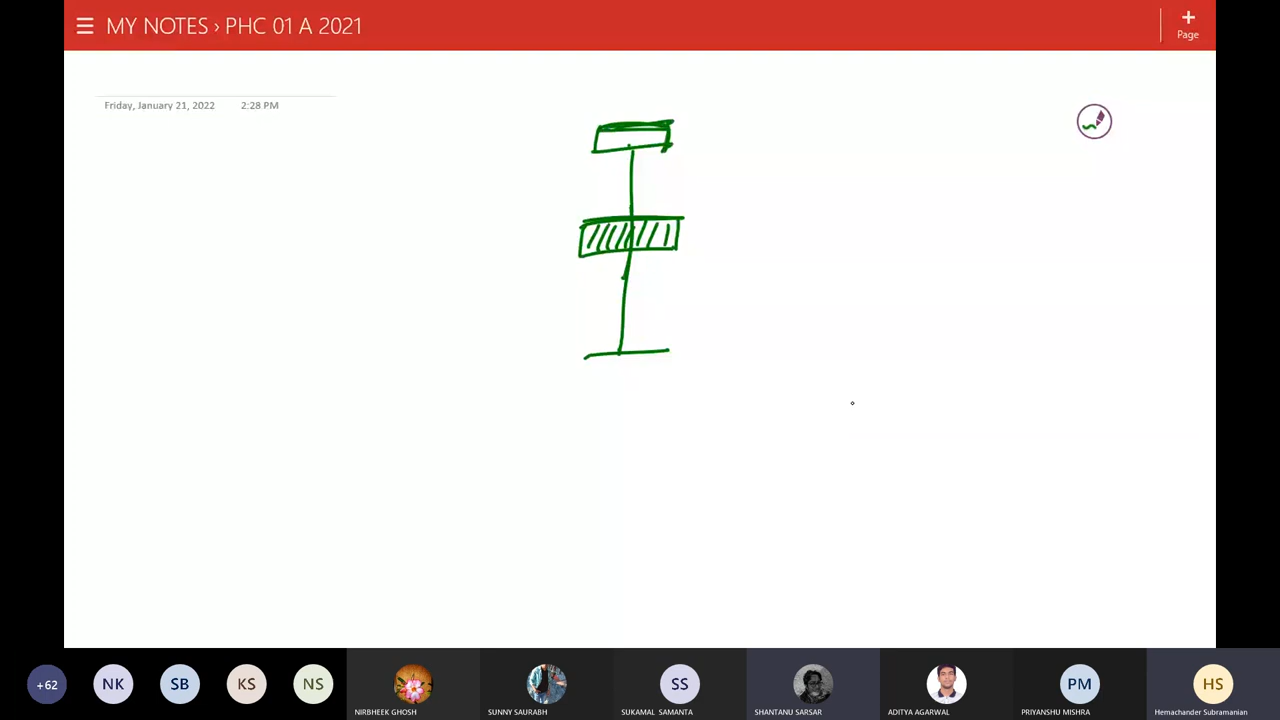 MY NOTES › PHC 01 A 2021
+
Page
Friday, January 21, 2022 2:28 PM
+62 NK SB KS NS SS PM HS
NIRBHEEK GHOSH SUNNY SAURABH SUKAMAL SAMANTA SHANTANU SARSAR ADITYA AGARWAL PRIYANSHU MISHRA Hemachander Subramanian